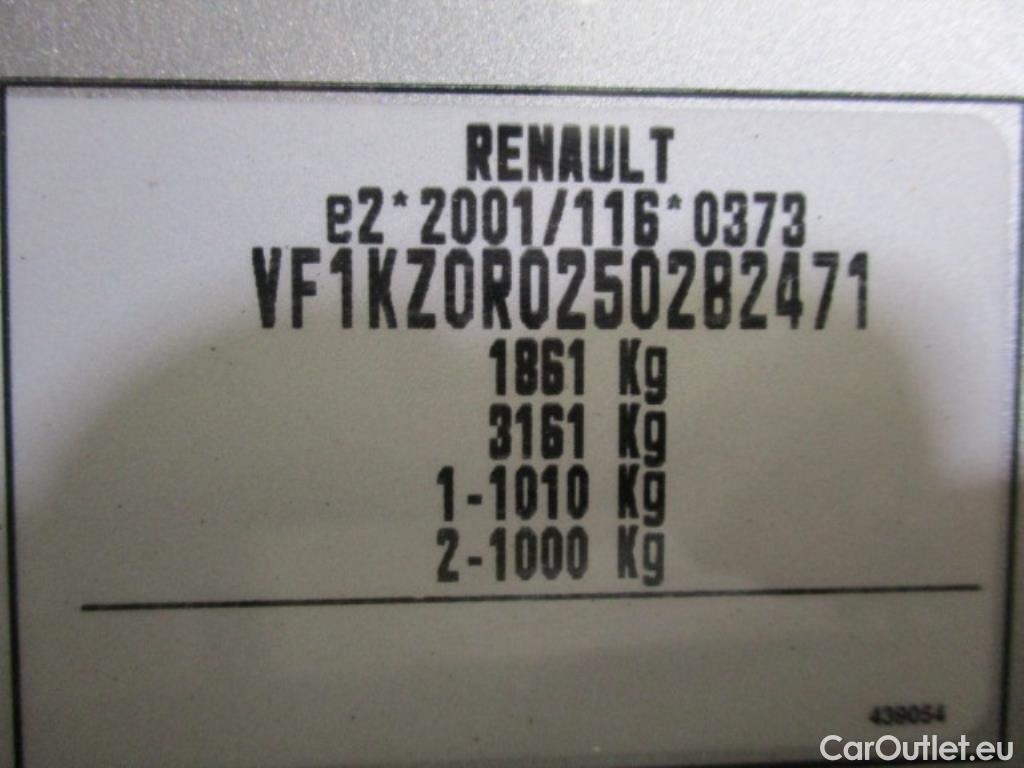 RENAULT
e2*2001/116*0373
VF1KZ0R0250282471
1861 Kg
3161 Kg
1-1010 Kg
2-1000 Kg
439054
CarOutlet.eu